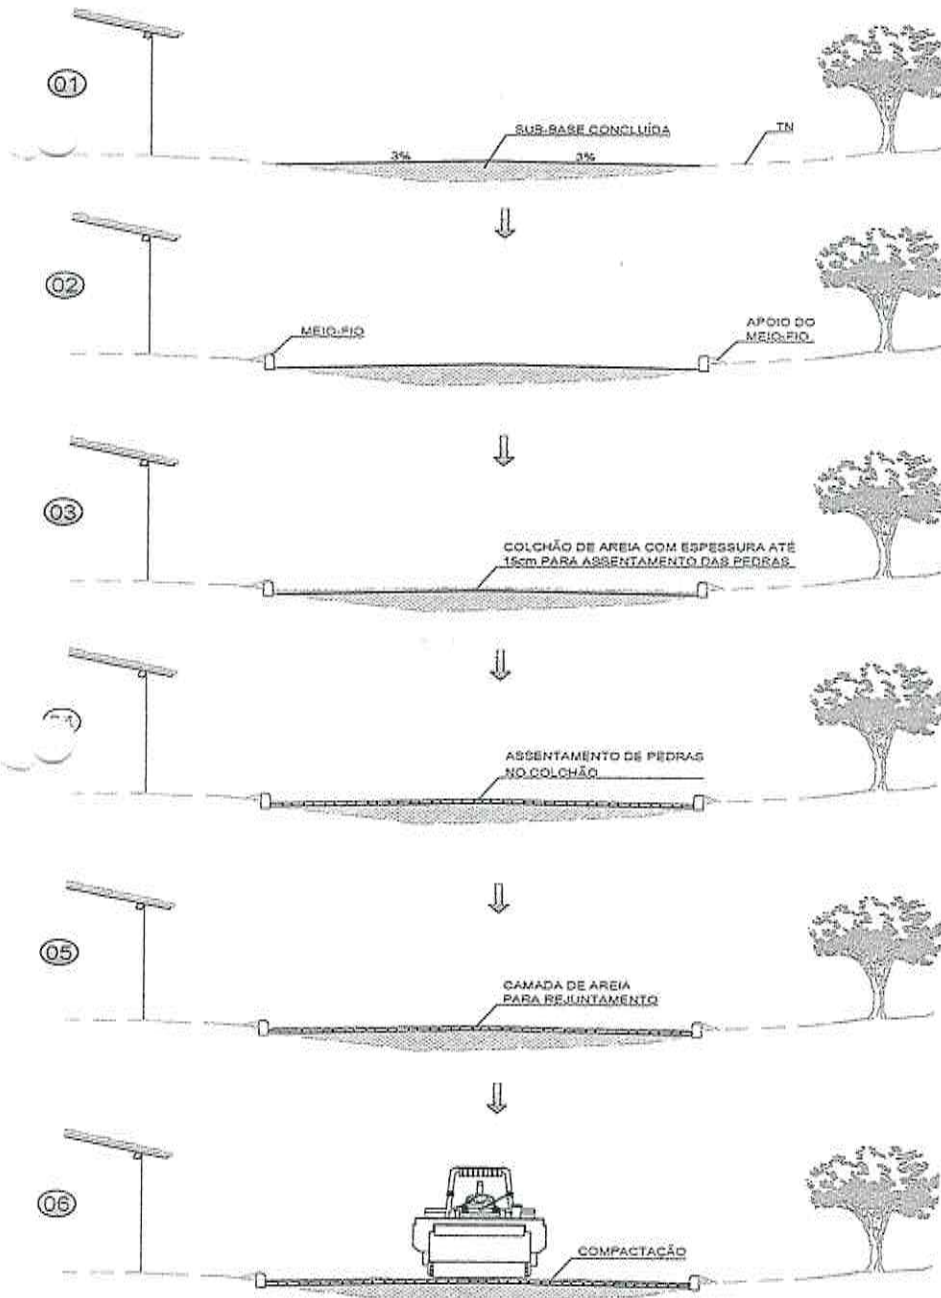 01
SUB-BASE CONCLUÍDA
TN
3% 3%
02
MEIO-FIO
APOIO DO
MEIO-FIO
03
COLCHÃO DE AREIA COM ESPESSURA ATÉ
15cm PARA ASSENTAMENTO DAS PEDRAS
ASSENTAMENTO DE PEDRAS
NO COLCHÃO
05
CAMADA DE AREIA
PARA REJUNTAMENTO
06
COMPACTAÇÃO